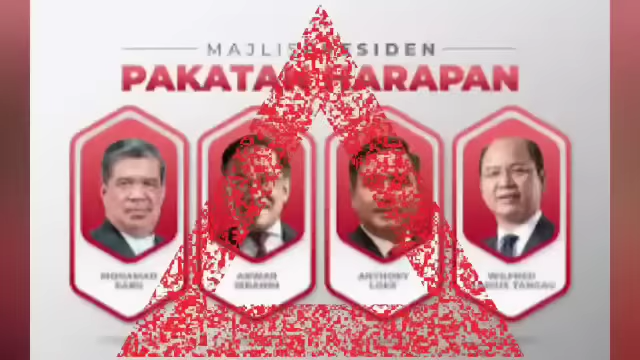 MAJLIS PRESIDEN
PAKATAN HARAPAN
MOHAMAD
SABU
ANWAR
IBRAHIM
ANTHONY
LOKE
WILFRED
MADIUS TANGAU